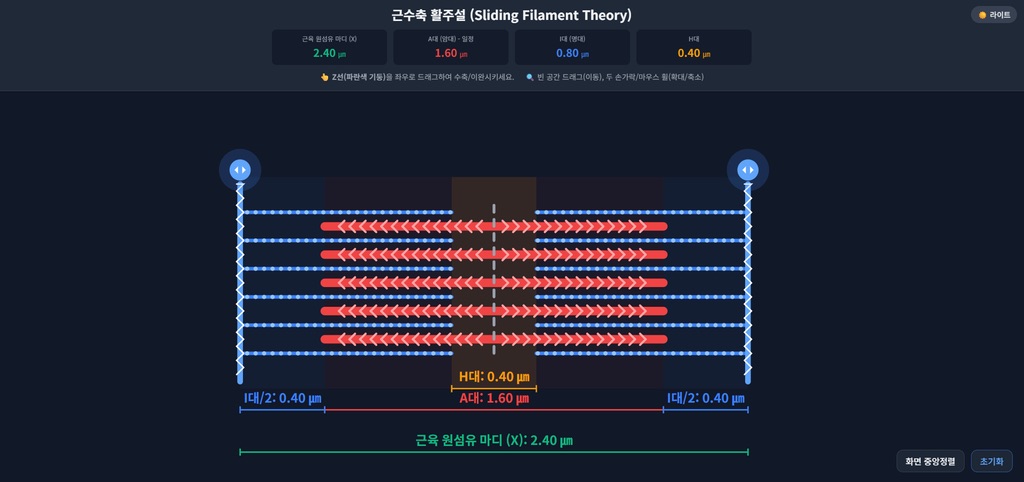 근수축 활주설 (Sliding Filament Theory)
라이트
근육 원섬유 마디 (X)
2.40 μm
A대 (암대) - 일정
1.60 μm
I대 (명대)
0.80 μm
H대
0.40 μm
Z선(파란색 기둥)을 좌우로 드래그하여 수축/이완시키세요.
빈 공간 드래그(이동), 두 손가락/마우스 휠(확대/축소)
H대: 0.40 μm
I대/2: 0.40 μm
A대: 1.60 μm
I대/2: 0.40 μm
근육 원섬유 마디 (X): 2.40 μm
화면 중앙정렬
초기화